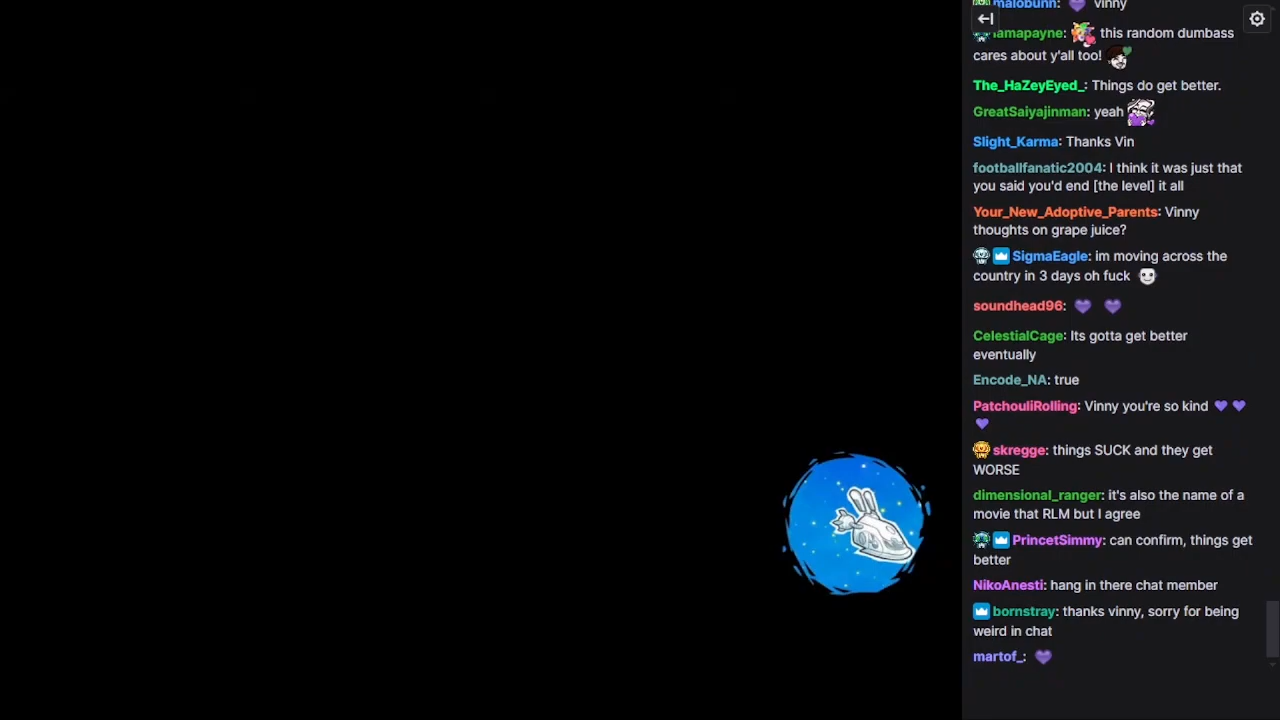 malobunn: vinny
iamapayne: this random dumbass
cares about y'all too!
The_HaZeyEyed_: Things do get better.
GreatSaiyajinman: yeah
Slight_Karma: Thanks Vin
footballfanatic2004: I think it was just that
you said you'd end [the level] it all
Your_New_Adoptive_Parents: Vinny
thoughts on grape juice?
SigmaEagle: im moving across the
country in 3 days oh fuck
soundhead96:
CelestialCage: Its gotta get better
eventually
Encode_NA: true
PatchouliRolling: Vinny you're so kind
skregge: things SUCK and they get
WORSE
dimensional_ranger: it's also the name of a
movie that RLM but I agree
PrincetSimmy: can confirm, things get
better
NikoAnesti: hang in there chat member
bornstray: thanks vinny, sorry for being
weird in chat
martof_: